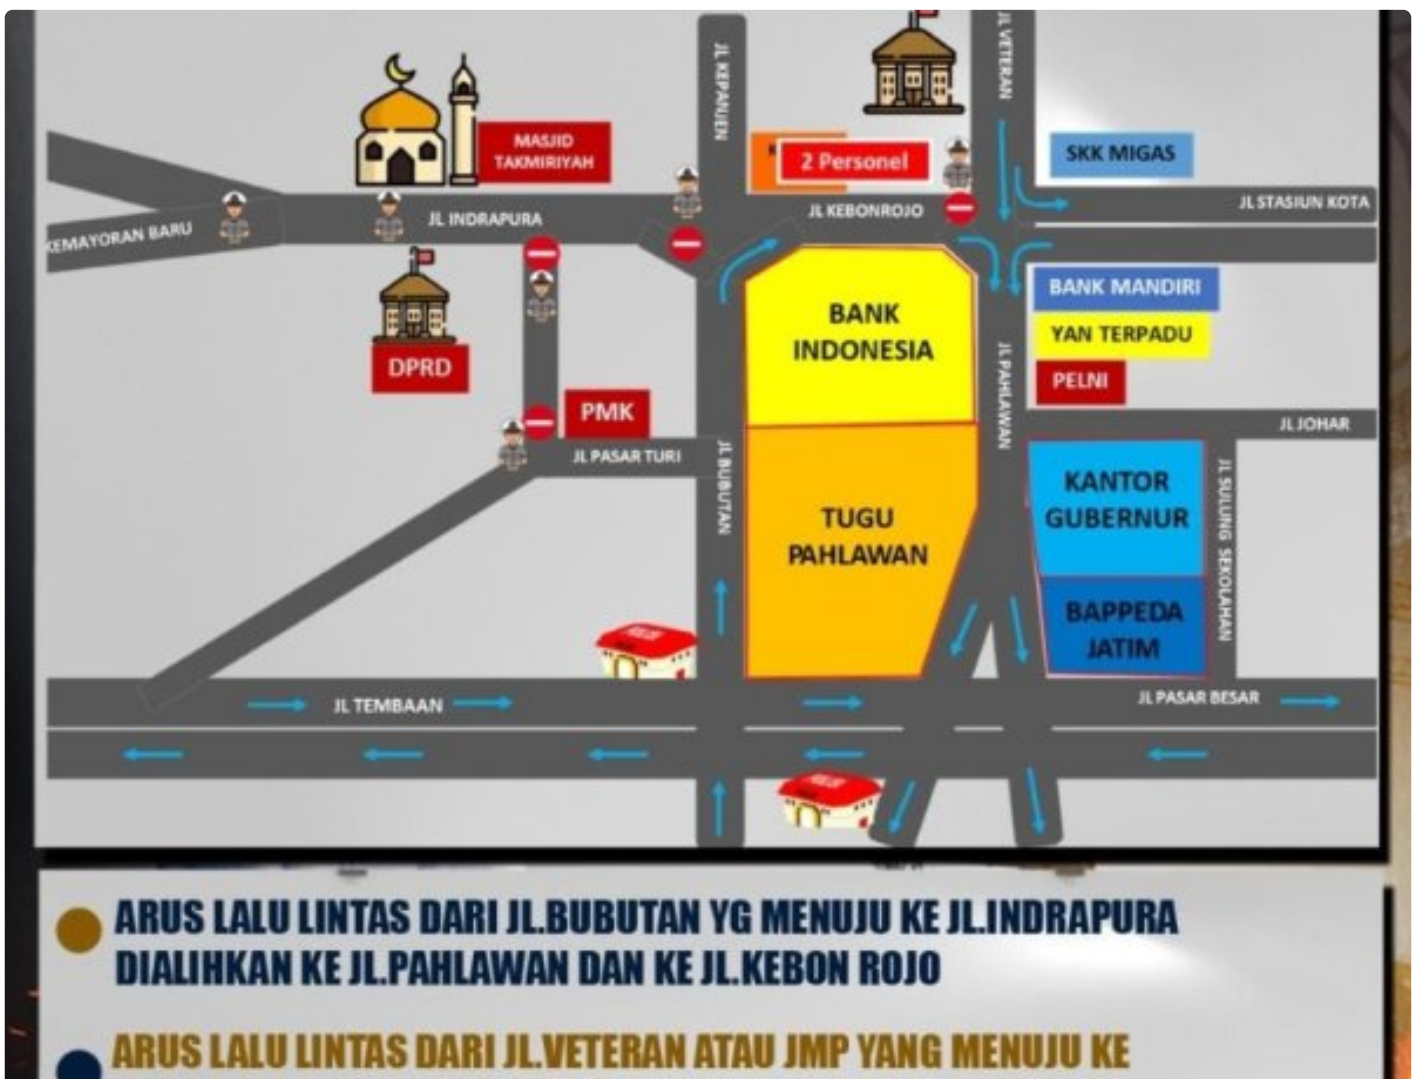 JL KEPANJEN
JL VETERAN
MASJID
TAKMIRIYAH
2 Personel
SKK MIGAS
JL STASIUN KOTA
JL INDRAPURA
JL KEBONROJO
KEMAYORAN BARU
BANK MANDIRI
YAN TERPADU
PELNI
BANK
INDONESIA
DPRD
PMK
JL PAHLAWAN
JL JOHAR
JL PASAR TURI
JL BUBUTAN
KANTOR
GUBERNUR
TUGU
PAHLAWAN
JL SULUNG SEKOLAHAN
BAPPEDA
JATIM
JL TEMBAAN
JL PASAR BESAR
ARUS LALU LINTAS DARI JL.BUBUTAN YG MENUJU KE JL.INDRAPURA
DIALIHKAN KE JL.PAHLAWAN DAN KE JL.KEBON ROJO
ARUS LALU LINTAS DARI JL.VETERAN ATAU JMP YANG MENUJU KE